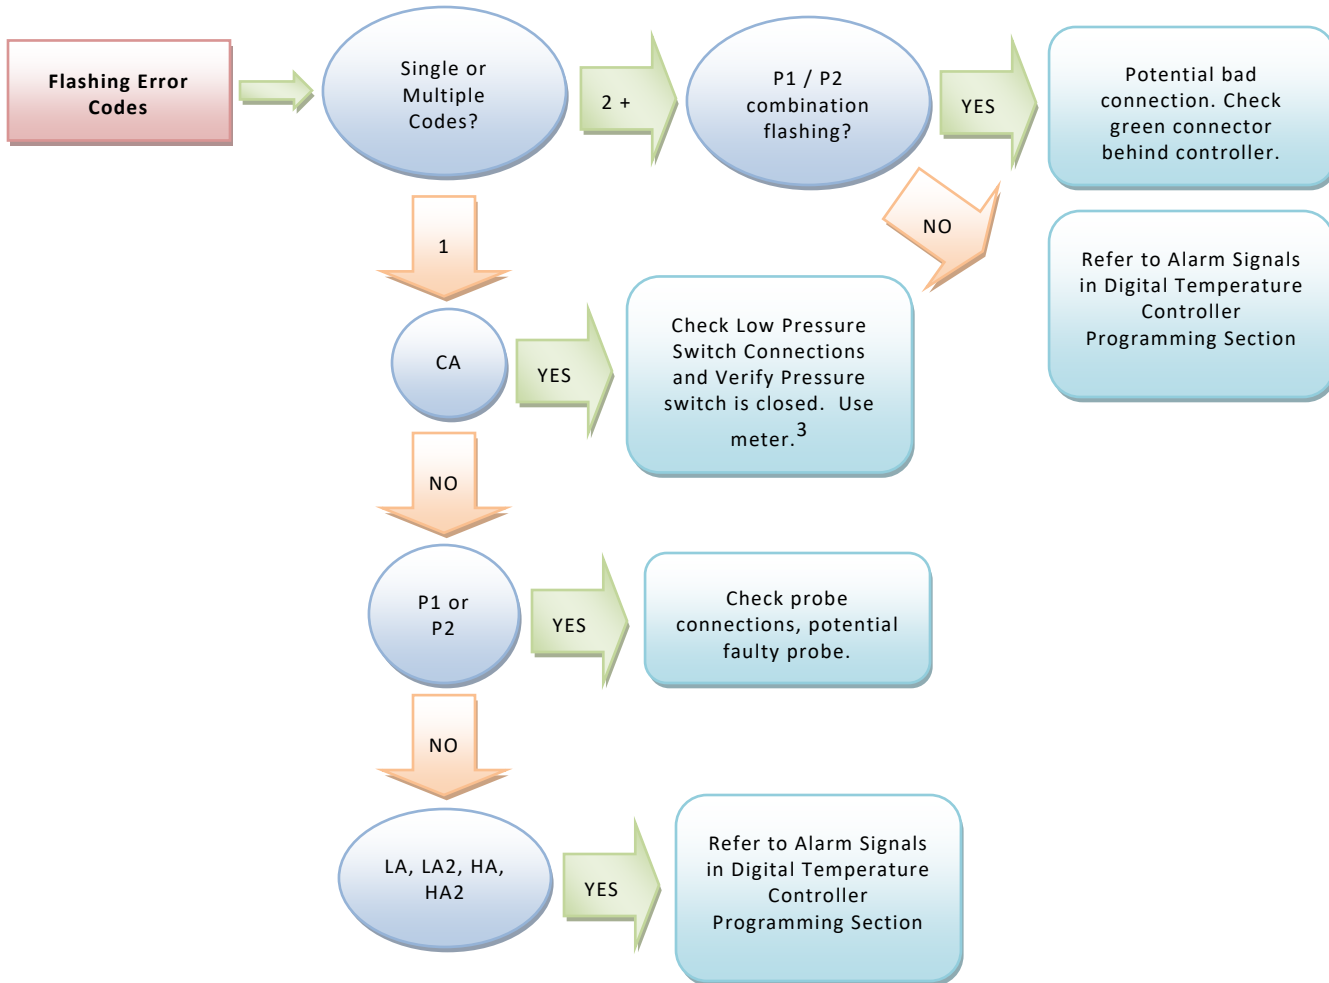 Flashing Error
Codes
Single or
Multiple
Codes?
2 +
P1 / P2
combination
flashing?
YES
Potential bad
connection. Check
green connector
behind controller.
NO
Refer to Alarm Signals
in Digital Temperature
Controller
Programming Section
1
CA
YES
Check Low Pressure
Switch Connections
and Verify Pressure
switch is closed.  Use
meter.3
NO
P1 or
P2
YES
Check probe
connections, potential
faulty probe.
NO
LA, LA2, HA,
HA2
YES
Refer to Alarm Signals
in Digital Temperature
Controller
Programming Section